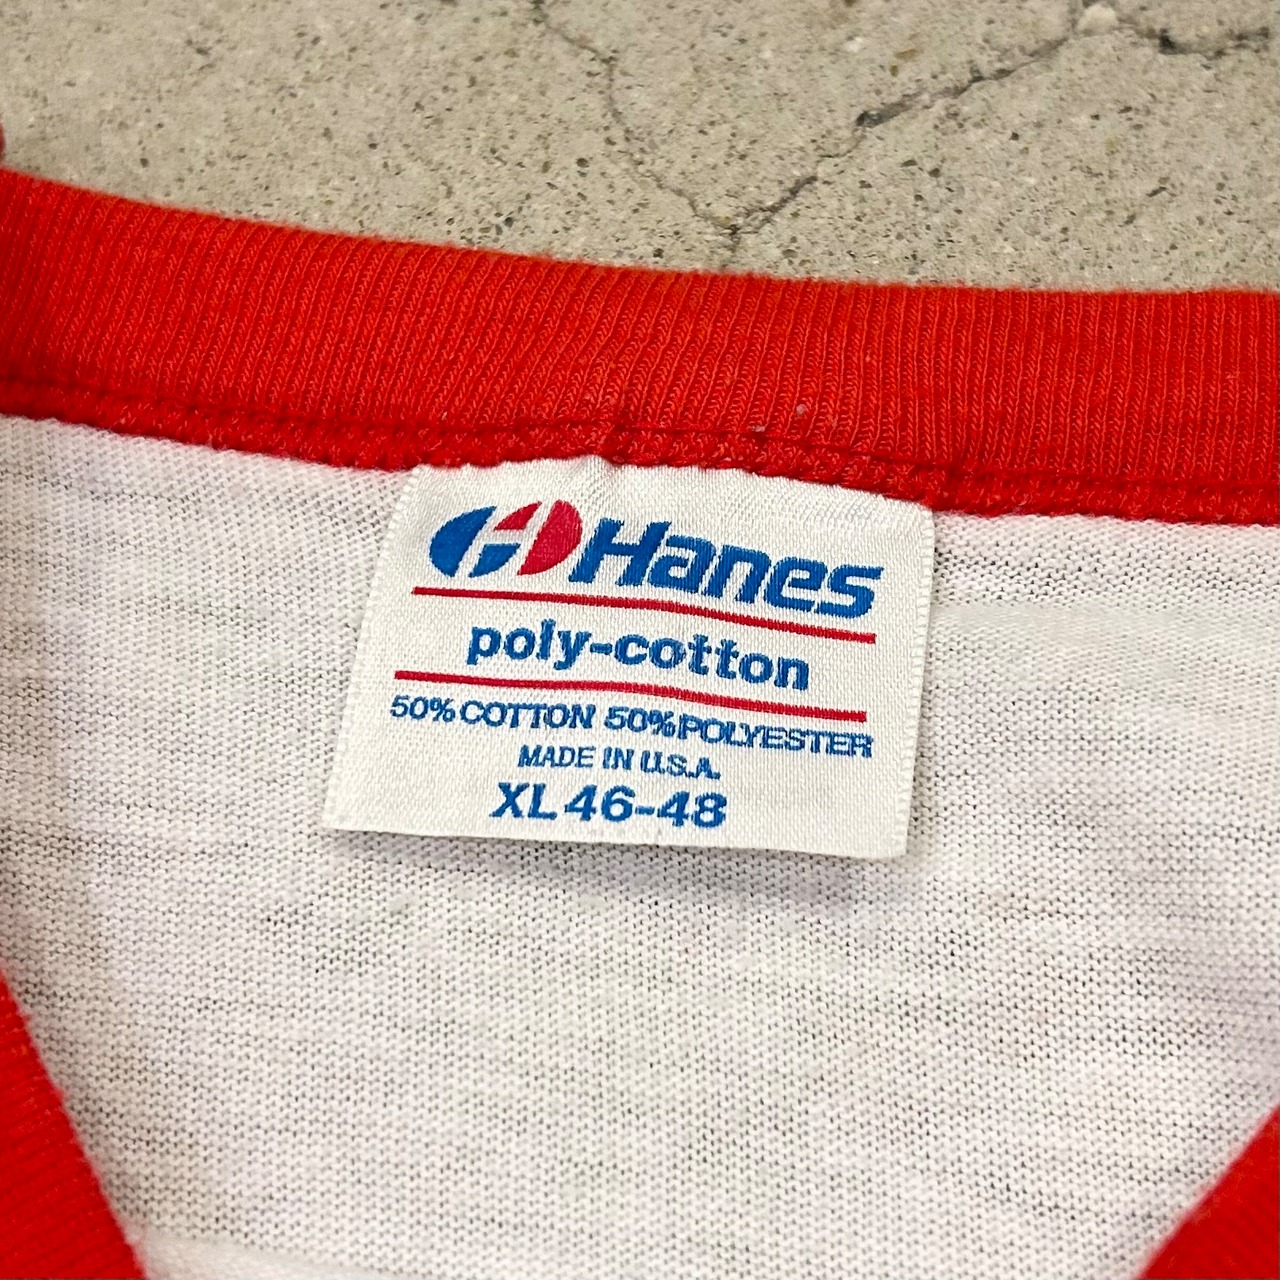 Hanes
poly-cotton
50% COTTON 50% POLYESTER
MADE IN U.S.A.
XL 46-48